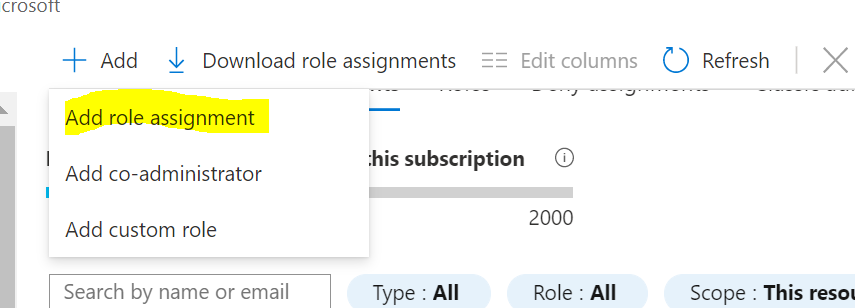 crosoft
Add Download role assignments Edit columns Refresh
Add role assignment
Add co-administrator
this subscription
Add custom role
2000
Search by name or email Type : All Role : All Scope : This resou